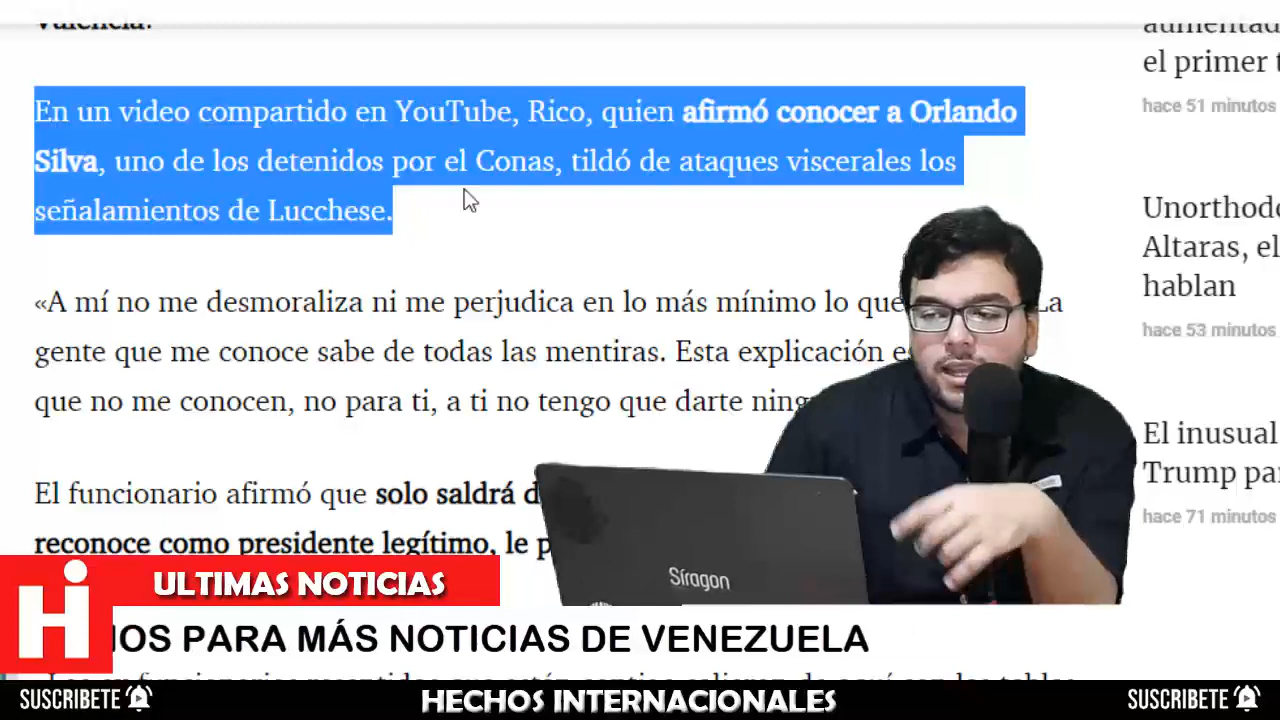 Valencia.
En un video compartido en YouTube, Rico, quien afirmó conocer a Orlando
Silva, uno de los detenidos por el Conas, tildó de ataques viscerales los
señalamientos de Lucchese.
«A mí no me desmoraliza ni me perjudica en lo más mínimo lo que La
gente que me conoce sabe de todas las mentiras. Esta explicación
que no me conocen, no para ti, a ti no tengo que darte
El funcionario afirmó que solo saldrá
reconoce como presidente legítimo, le
el primer
hace 51 minutos
Altaras, el
hablan
hace 53 minutos
El inusual
Trump
hace 71 minutos
Síragon
Hi
ULTIMAS NOTICIAS
PARA MÁS NOTICIAS DE VENEZUELA
SUSCRIBETE
HECHOS INTERNACIONALES
SUSCRIBETE